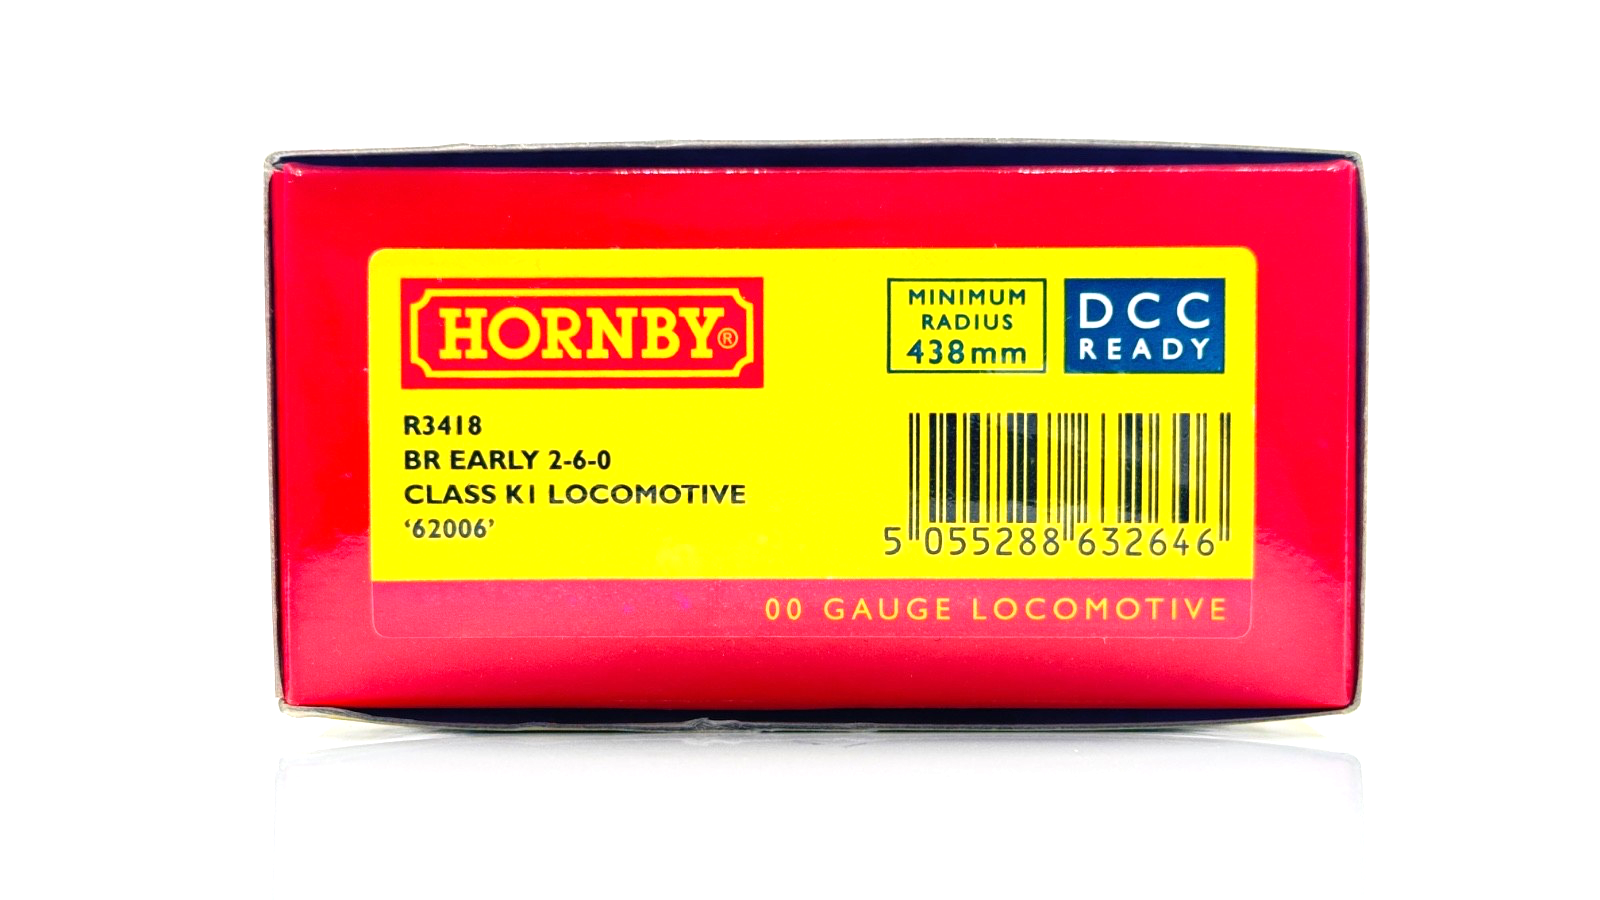 HORNBY®
MINIMUM
RADIUS
438mm
DCC
READY
R3418
BR EARLY 2-6-0
CLASS K1 LOCOMOTIVE
‘62006’
5 055288 632646
00 GAUGE LOCOMOTIVE